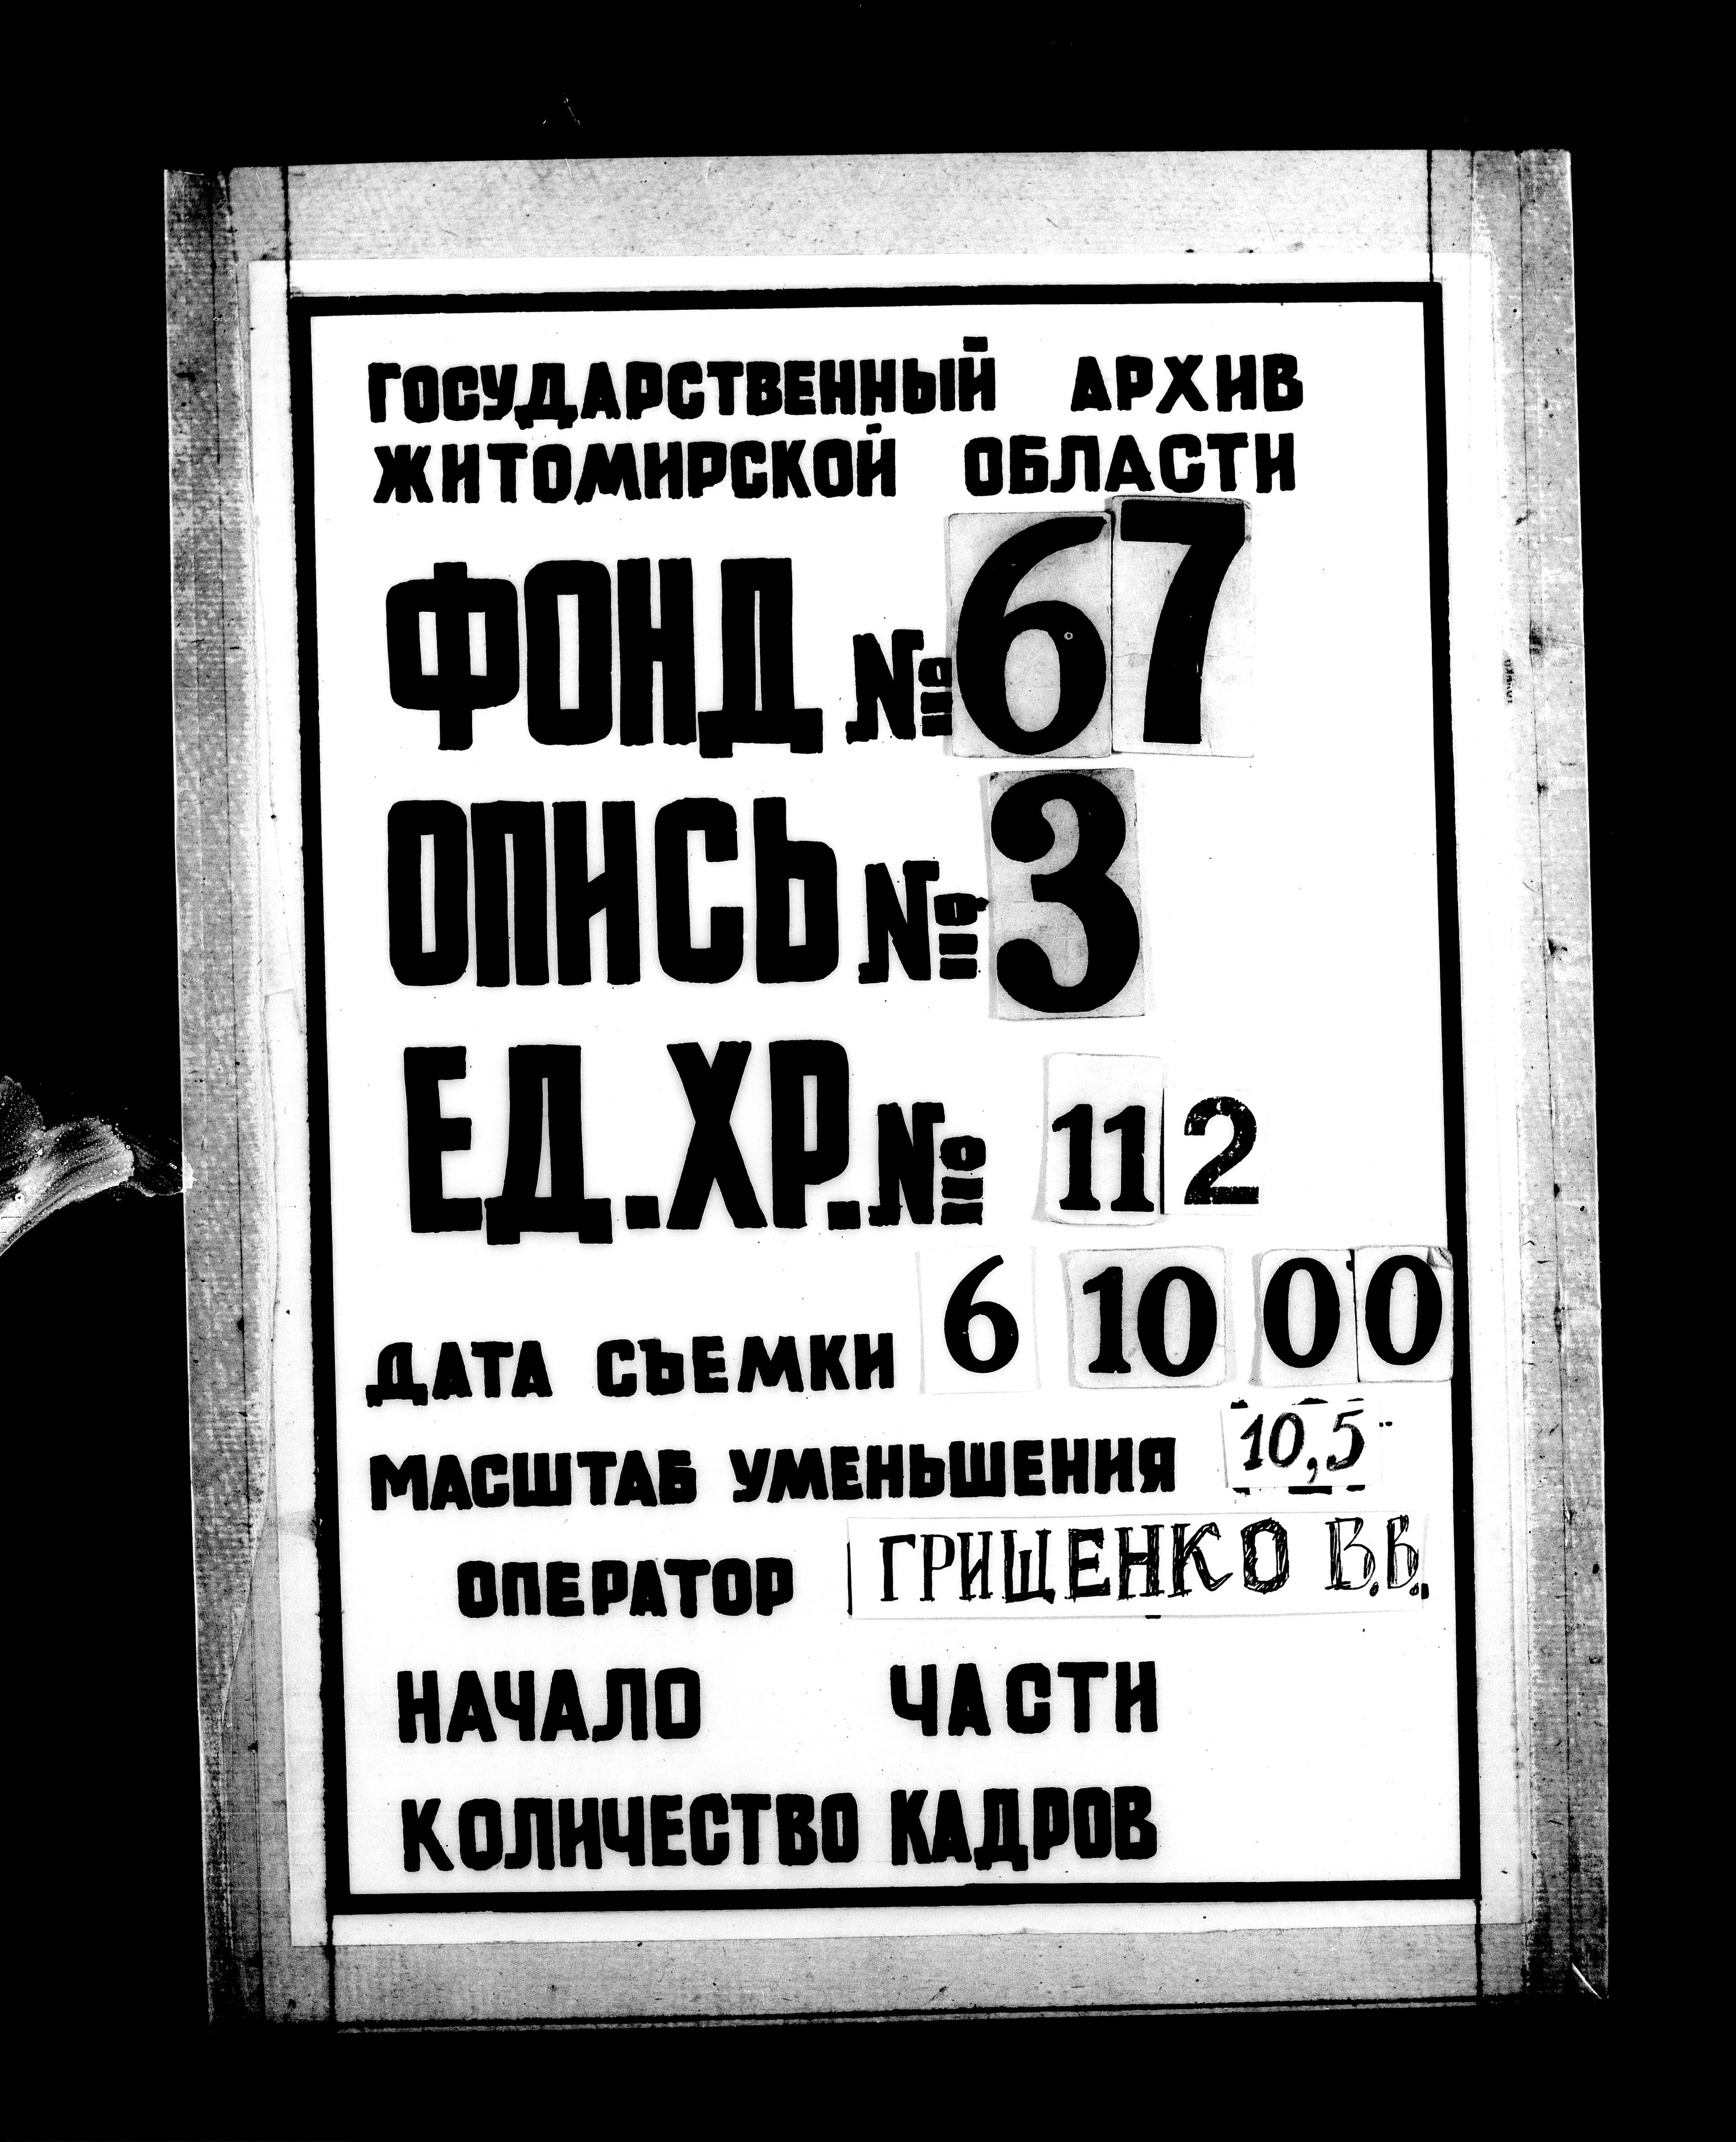 ГОСУДАРСТВЕННЫЙ АРХИВ
ЖИТОМИРСКОЙ ОБЛАСТИ
ФОНД № 67
ОПИСЬ № 3
ЕД.ХР.№ 112
ДАТА СЪЕМКИ 6 10 00
МАСШТАБ УМЕНЬШЕНИЯ 10,5
ОПЕРАТОР ГРИЩЕНКО В.В.
НАЧАЛО ЧАСТИ
КОЛИЧЕСТВО КАДРОВ